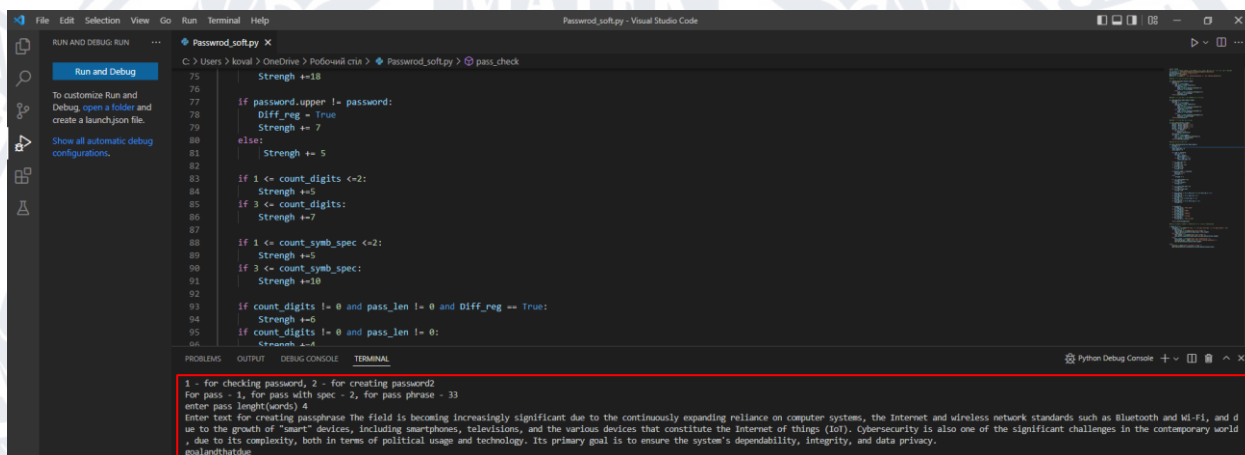 File Edit Selection View Go Run Terminal Help
Passwrod_soft.py - Visual Studio Code
RUN AND DEBUG: RUN ...
Passwrod_soft.py
C: > Users > koval > OneDrive > Робочий стіл > Passwrod_soft.py > pass_check
Run and Debug
To customize Run and
Debug, open a folder and
create a launch.json file.
Show all automatic debug
configurations.
75 Strengh +=18
76
77 if password.upper != password:
78 Diff_reg = True
79 Strengh += 7
80 else:
81 Strengh += 5
82
83 if 1 <= count_digits <=2:
84 Strengh +=5
85 if 3 <= count_digits:
86 Strengh +=7
87
88 if 1 <= count_symb_spec <=2:
89 Strengh +=5
90 if 3 <= count_symb_spec:
91 Strengh +=10
92
93 if count_digits != 0 and pass_len != 0 and Diff_reg == True:
94 Strengh +=6
95 if count_digits != 0 and pass_len != 0:
96 Strengh +=4
PROBLEMS OUTPUT DEBUG CONSOLE TERMINAL
Python Debug Console
1 - for checking password, 2 - for creating password2
For pass - 1, for pass with spec - 2, for pass phrase - 33
enter pass lenght(words) 4
Enter text for creating passphrase The field is becoming increasingly significant due to the continuously expanding reliance on computer systems, the Internet and wireless network standards such as Bluetooth and Wi-Fi, and d
ue to the growth of "smart" devices, including smartphones, televisions, and the various devices that constitute the Internet of things (IoT). Cybersecurity is also one of the significant challenges in the contemporary world
, due to its complexity, both in terms of political usage and technology. Its primary goal is to ensure the system's dependability, integrity, and data privacy.
goalandthatdue